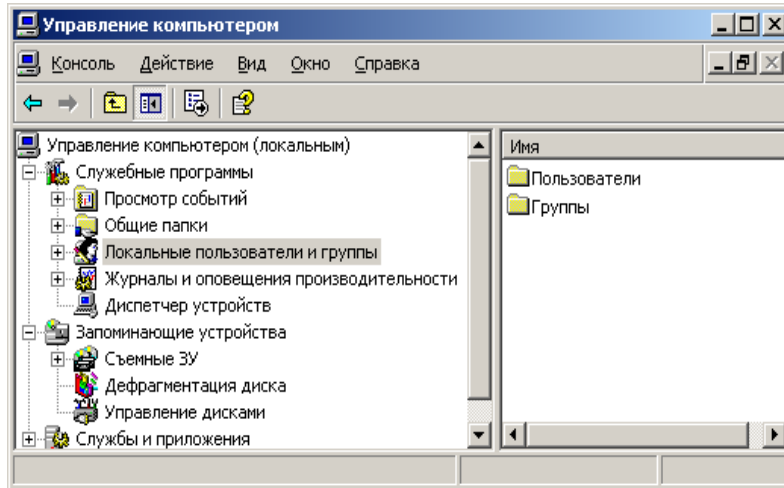 Управление компьютером
Консоль Действие Вид Окно Справка
Управление компьютером (локальным)
Служебные программы
Просмотр событий
Общие папки
Локальные пользователи и группы
Журналы и оповещения производительности
Диспетчер устройств
Запоминающие устройства
Съемные ЗУ
Дефрагментация диска
Управление дисками
Службы и приложения
Имя
Пользователи
Группы